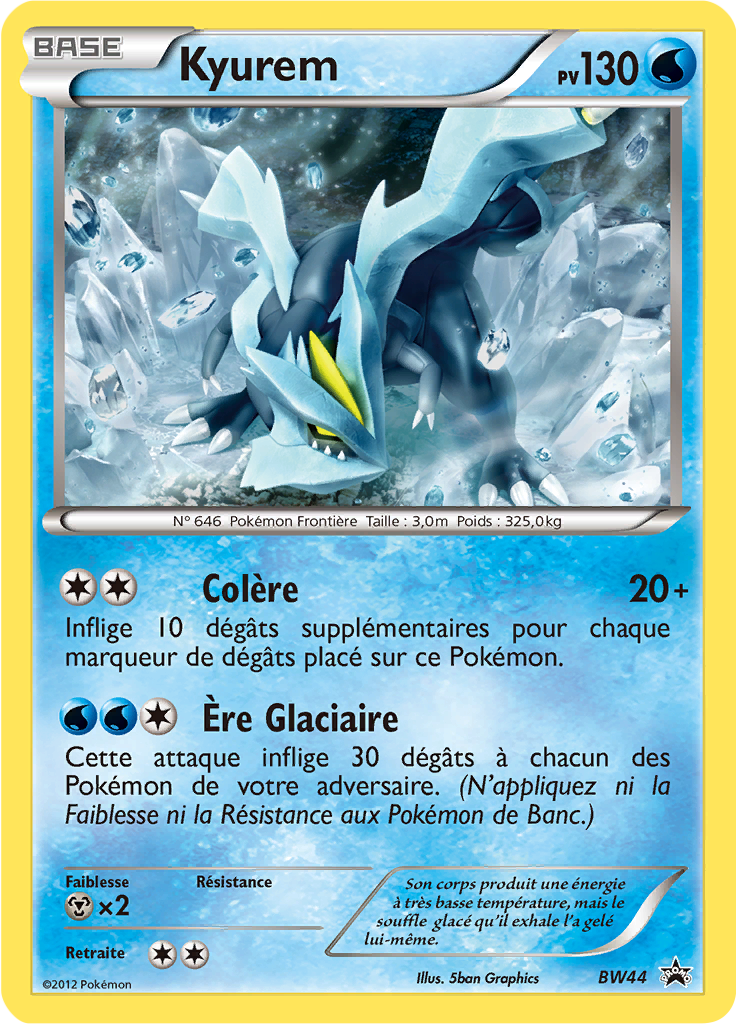 BASE
Kyurem
PV130
N° 646 Pokémon Frontière Taille : 3,0m Poids : 325,0kg
Colère 20+
Inflige 10 dégâts supplémentaires pour chaque
marqueur de dégâts placé sur ce Pokémon.
Ère Glaciaire
Cette attaque inflige 30 dégâts à chacun des
Pokémon de votre adversaire. (N'appliquez ni la
Faiblesse ni la Résistance aux Pokémon de Banc.)
Faiblesse Résistance
×2
Retraite
Son corps produit une énergie
à très basse température, mais le
souffle glacé qu'il exhale l'a gelé
lui-même.
©2012 Pokémon
Illus. 5ban Graphics
BW44
PROMO